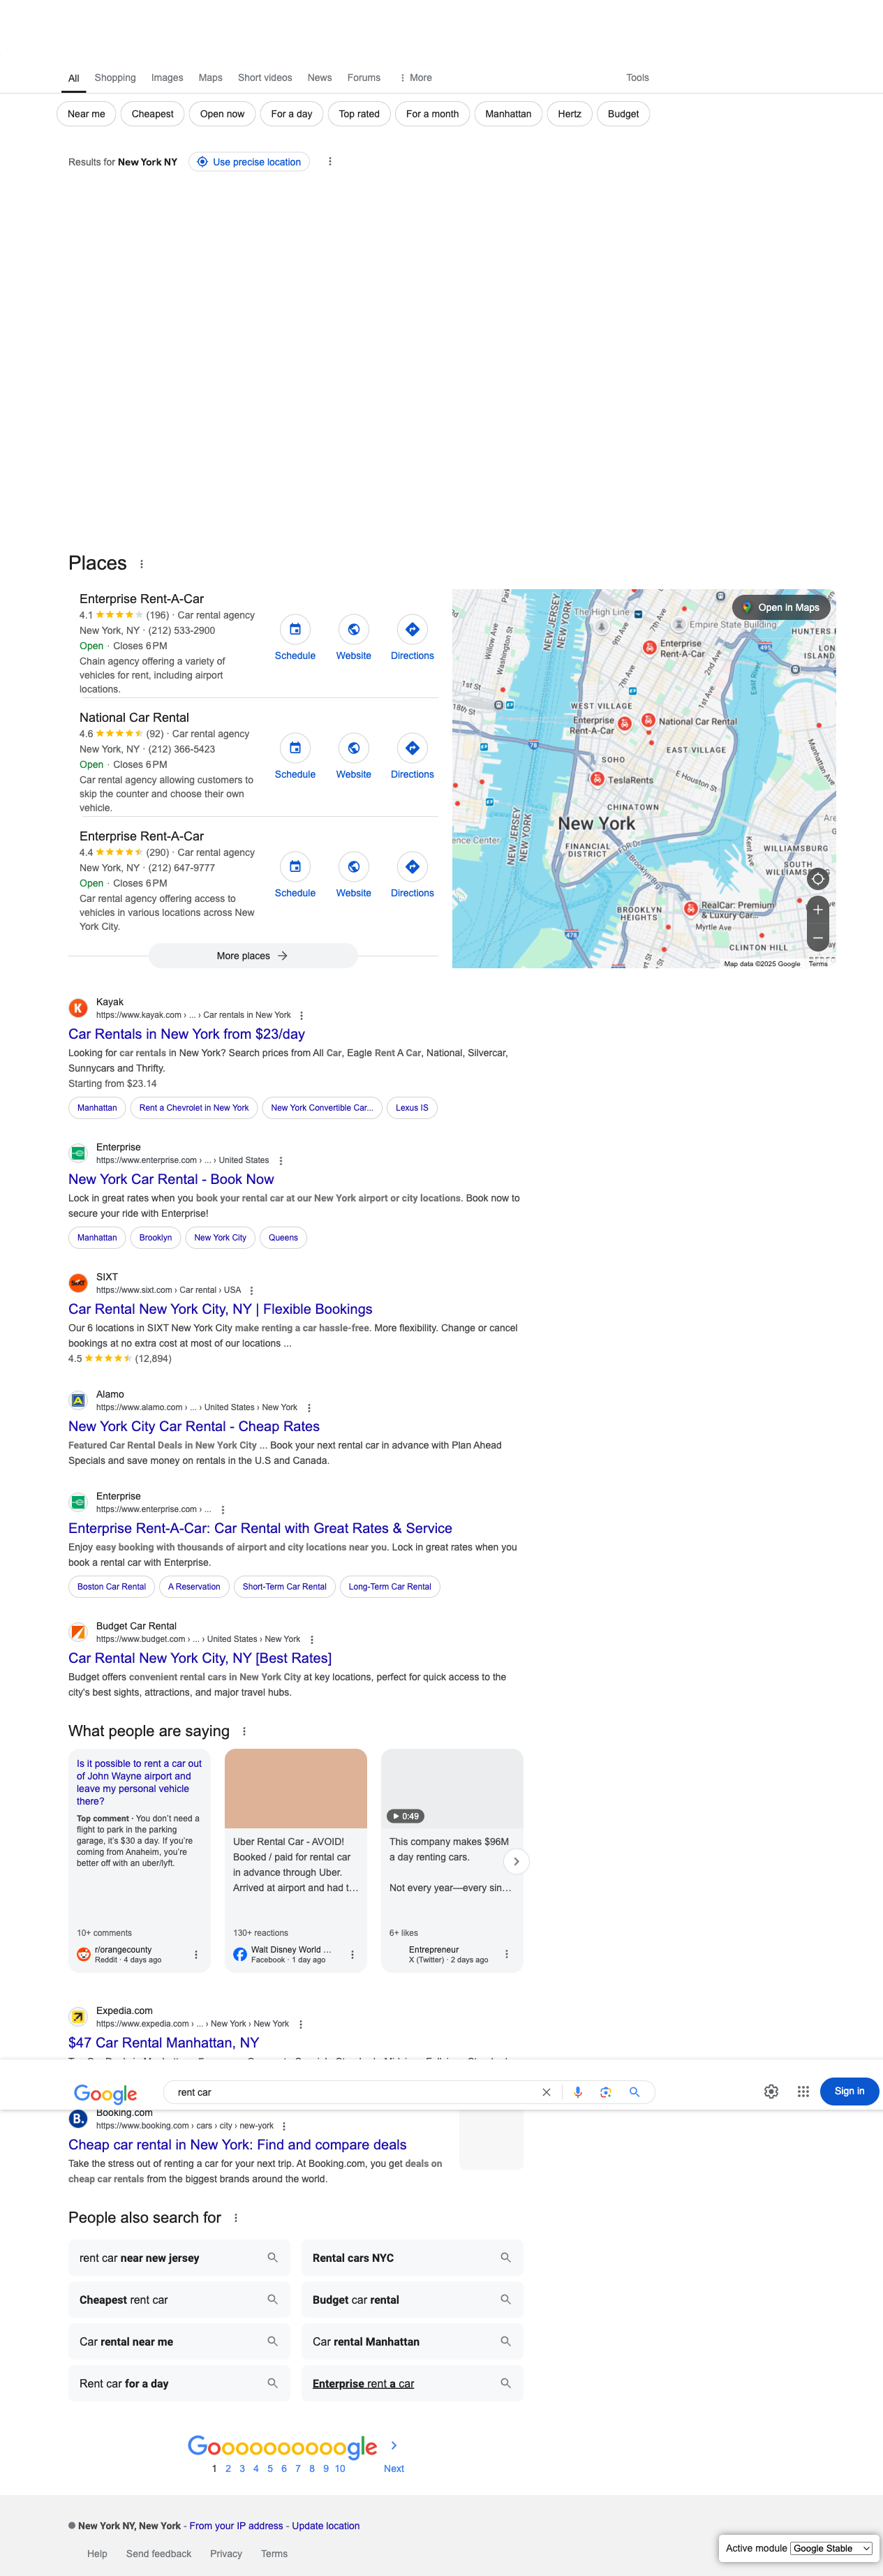 All Shopping Images Maps Short videos News Forums More Tools
Near me Cheapest Open now For a day Top rated For a month Manhattan Hertz Budget
Results for New York NY Use precise location
Places
Enterprise Rent-A-Car
4.1 (196) · Car rental agency
New York, NY · (212) 533-2900
Open · Closes 6 PM
Chain agency offering a variety of
vehicles for rent, including airport
locations.
Schedule Website Directions
National Car Rental
4.6 (92) · Car rental agency
New York, NY · (212) 366-5423
Open · Closes 6 PM
Car rental agency allowing customers to
skip the counter and choose their own
vehicle.
Schedule Website Directions
Enterprise Rent-A-Car
4.4 (290) · Car rental agency
New York, NY · (212) 647-9777
Open · Closes 6 PM
Car rental agency offering access to
vehicles in various locations across New
York City.
Schedule Website Directions
More places
Open in Maps
The High Line
Empire State Building
HUNTERS
NEW JERSEY
NEW YORK
Willow Ave
Washington St
Enterprise
Rent-A-Car
495
LON
ISLAND
9th Ave
7th Ave
2nd Ave
1st Ave
East River
1st St
18th St
WEST VILLAGE
Enterprise
Rent-A-Car
National Car Rental
78
SOHO
EAST VILLAGE
TeslaRents
E Houston St
Manhattan Ave
CHINATOWN
New York
NEW JERSEY
NEW YORK
ence Center
FINANCIAL
DISTRICT
FDR Dr
Brooklyn Brg
Kent Ave
WILLIAMSBURG
SOUTH
WILLIAMSB
BROOKLYN
HEIGHTS
RealCar: Premium
& Luxury Car...
Myrtle Ave
478
CLINTON HILL
Map data ©2025 Google Terms
Kayak
https://www.kayak.com › ... › Car rentals in New York
Car Rentals in New York from $23/day
Looking for car rentals in New York? Search prices from All Car, Eagle Rent A Car, National, Silvercar,
Sunnycars and Thrifty.
Starting from $23.14
Manhattan Rent a Chevrolet in New York New York Convertible Car... Lexus IS
Enterprise
https://www.enterprise.com › ... › United States
New York Car Rental - Book Now
Lock in great rates when you book your rental car at our New York airport or city locations. Book now to
secure your ride with Enterprise!
Manhattan Brooklyn New York City Queens
SIXT
https://www.sixt.com › Car rental › USA
Car Rental New York City, NY | Flexible Bookings
Our 6 locations in SIXT New York City make renting a car hassle-free. More flexibility. Change or cancel
bookings at no extra cost at most of our locations ...
4.5 (12,894)
Alamo
https://www.alamo.com › ... › United States › New York
New York City Car Rental - Cheap Rates
Featured Car Rental Deals in New York City ... Book your next rental car in advance with Plan Ahead
Specials and save money on rentals in the U.S and Canada.
Enterprise
https://www.enterprise.com › ...
Enterprise Rent-A-Car: Car Rental with Great Rates & Service
Enjoy easy booking with thousands of airport and city locations near you. Lock in great rates when you
book a rental car with Enterprise.
Boston Car Rental A Reservation Short-Term Car Rental Long-Term Car Rental
Budget Car Rental
https://www.budget.com › ... › United States › New York
Car Rental New York City, NY [Best Rates]
Budget offers convenient rental cars in New York City at key locations, perfect for quick access to the
city's best sights, attractions, and major travel hubs.
What people are saying
Is it possible to rent a car out
of John Wayne airport and
leave my personal vehicle
there?
Top comment · You don't need a
flight to park in the parking
garage, it's $30 a day. If you're
coming from Anaheim, you're
better off with an uber/lyft.
10+ comments
r/orangecounty
Reddit · 4 days ago
Uber Rental Car - AVOID!
Booked / paid for rental car
in advance through Uber.
Arrived at airport and had t...
130+ reactions
Walt Disney World ...
Facebook · 1 day ago
0:49
This company makes $96M
a day renting cars.
Not every year—every sin...
6+ likes
Entrepreneur
X (Twitter) · 2 days ago
Expedia.com
https://www.expedia.com › ... › New York › New York
$47 Car Rental Manhattan, NY
Google rent car Sign in
Booking.com
https://www.booking.com › cars › city › new-york
Cheap car rental in New York: Find and compare deals
Take the stress out of renting a car for your next trip. At Booking.com, you get deals on
cheap car rentals from the biggest brands around the world.
People also search for
rent car near new jersey Rental cars NYC
Cheapest rent car Budget car rental
Car rental near me Car rental Manhattan
Rent car for a day Enterprise rent a car
Goooooooooogle
1 2 3 4 5 6 7 8 9 10 Next
New York NY, New York - From your IP address - Update location
Help Send feedback Privacy Terms
Active module Google Stable